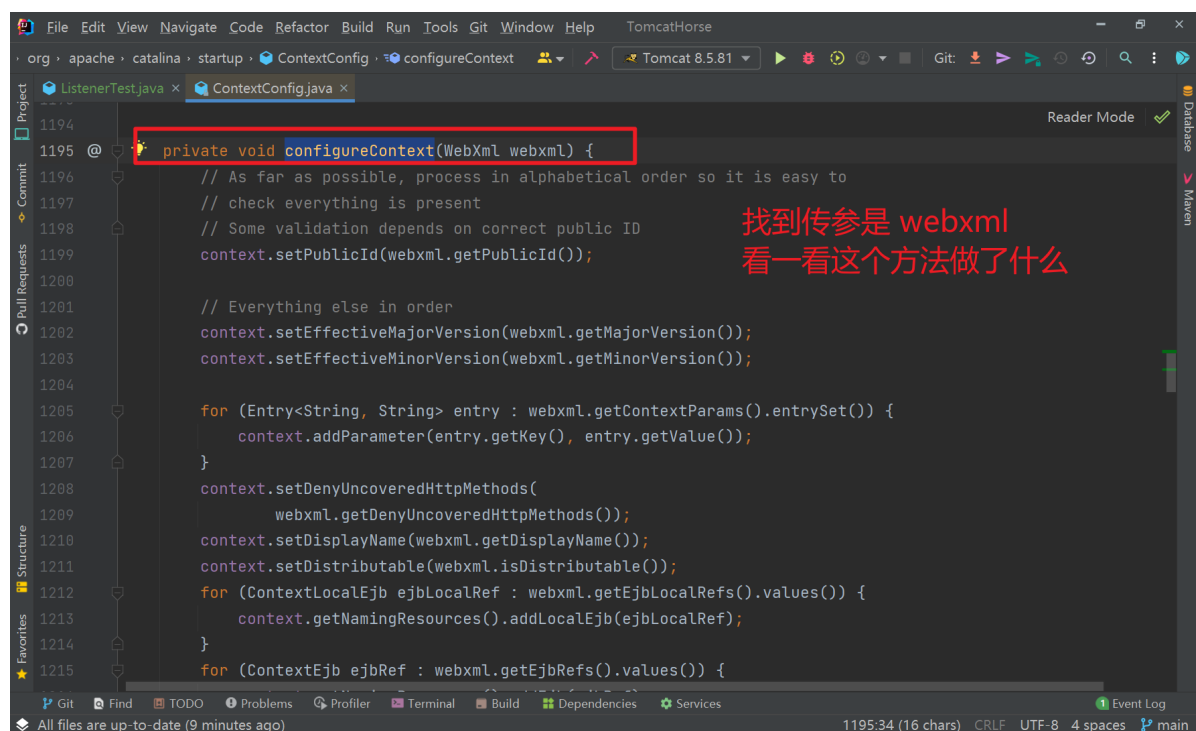 File Edit View Navigate Code Refactor Build Run Tools Git Window Help TomcatHorse
org › apache › catalina › startup › ContextConfig › configureContext Tomcat 8.5.81 Git:
ListenerTest.java × ContextConfig.java ×
Reader Mode
1194
1195 @ private void configureContext(WebXml webxml) {
1196 // As far as possible, process in alphabetical order so it is easy to
1197 // check everything is present
1198 // Some validation depends on correct public ID
1199 context.setPublicId(webxml.getPublicId());
1200
1201 // Everything else in order
1202 context.setEffectiveMajorVersion(webxml.getMajorVersion());
1203 context.setEffectiveMinorVersion(webxml.getMinorVersion());
1204
1205 for (Entry<String, String> entry : webxml.getContextParams().entrySet()) {
1206 context.addParameter(entry.getKey(), entry.getValue());
1207 }
1208 context.setDenyUncoveredHttpMethods(
1209 webxml.getDenyUncoveredHttpMethods());
1210 context.setDisplayName(webxml.getDisplayName());
1211 context.setDistributable(webxml.isDistributable());
1212 for (ContextLocalEjb ejbLocalRef : webxml.getEjbLocalRefs().values()) {
1213 context.getNamingResources().addLocalEjb(ejbLocalRef);
1214 }
1215 for (ContextEjb ejbRef : webxml.getEjbRefs().values()) {
找到传参是 webxml
看一看这个方法做了什么
Project
Commit
Pull Requests
Structure
Favorites
Database
Maven
Git Find TODO Problems Profiler Terminal Build Dependencies Services 1 Event Log
All files are up-to-date (9 minutes ago) 1195:34 (16 chars) CRLF UTF-8 4 spaces main